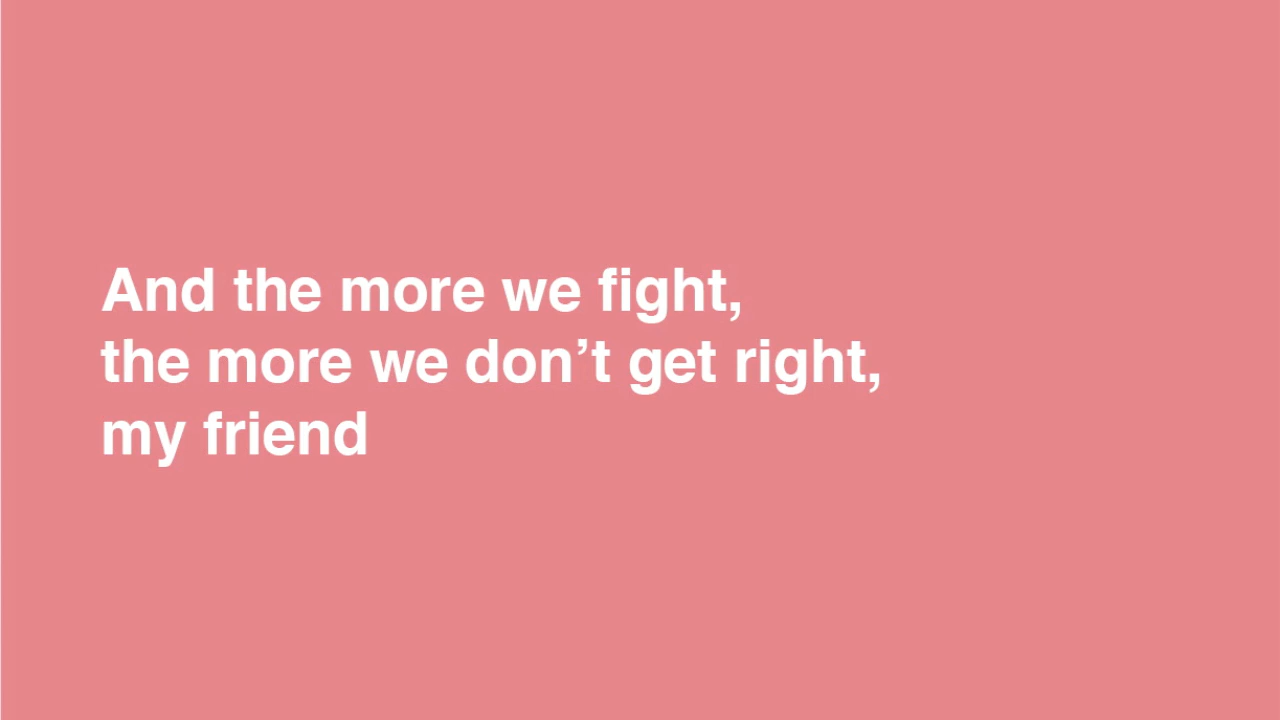 And the more we fight,
the more we don’t get right,
my friend